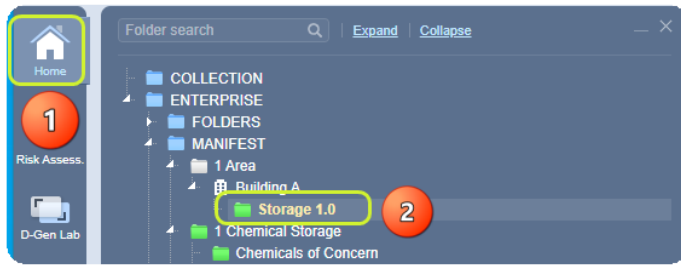 Folder search
Expand
Collapse
Home
COLLECTION
ENTERPRISE
1
FOLDERS
MANIFEST
Risk Assess.
1 Area
Building A
Storage 1.0
2
D-Gen Lab
1 Chemical Storage
Chemicals of Concern